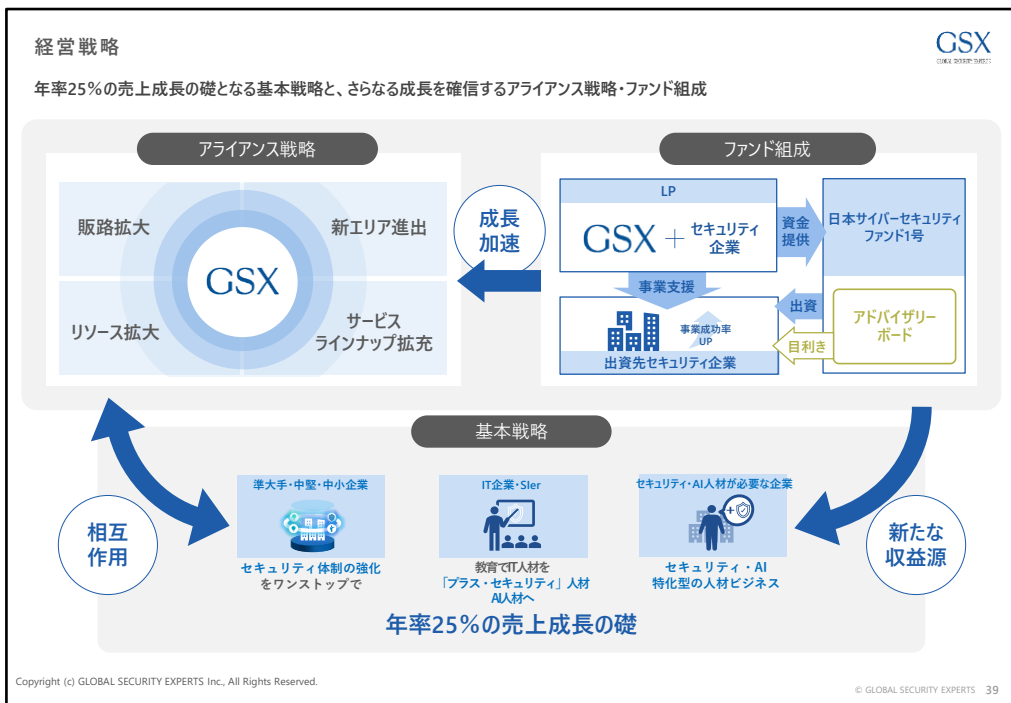 経営戦略
GSX
GLOBAL SECURITY EXPERTS
年率25%の売上成長の礎となる基本戦略と、さらなる成長を確信するアライアンス戦略・ファンド組成
アライアンス戦略
販路拡大
新エリア進出
GSX
リソース拡大
サービス
ラインナップ拡充
成長
加速
ファンド組成
LP
GSX + セキュリティ
企業
資金
提供
日本サイバーセキュリティ
ファンド1号
事業支援
出資
事業成功率
UP
目利き
アドバイザリー
ボード
出資先セキュリティ企業
基本戦略
相互
作用
準大手・中堅・中小企業
セキュリティ体制の強化
をワンストップで
IT企業・SIer
教育でIT人材を
「プラス・セキュリティ」人材
AI人材へ
セキュリティ・AI人材が必要な企業
セキュリティ・AI
特化型の人材ビジネス
新たな
収益源
年率25%の売上成長の礎
Copyright (c) GLOBAL SECURITY EXPERTS Inc., All Rights Reserved.
© GLOBAL SECURITY EXPERTS 39